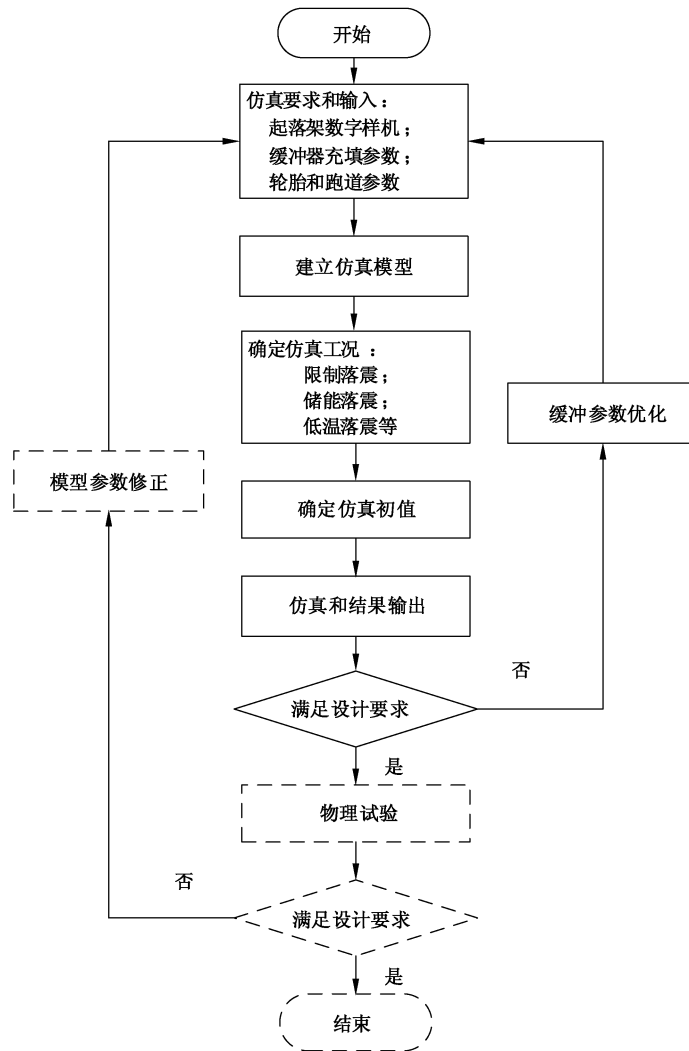 开始
仿真要求和输入：
起落架数字样机；
缓冲器充填参数；
轮胎和跑道参数
建立仿真模型
确定仿真工况：
限制落震；
储能落震；
低温落震等
缓冲参数优化
模型参数修正
确定仿真初值
仿真和结果输出
否
满足设计要求
是
物理试验
否
满足设计要求
是
结束